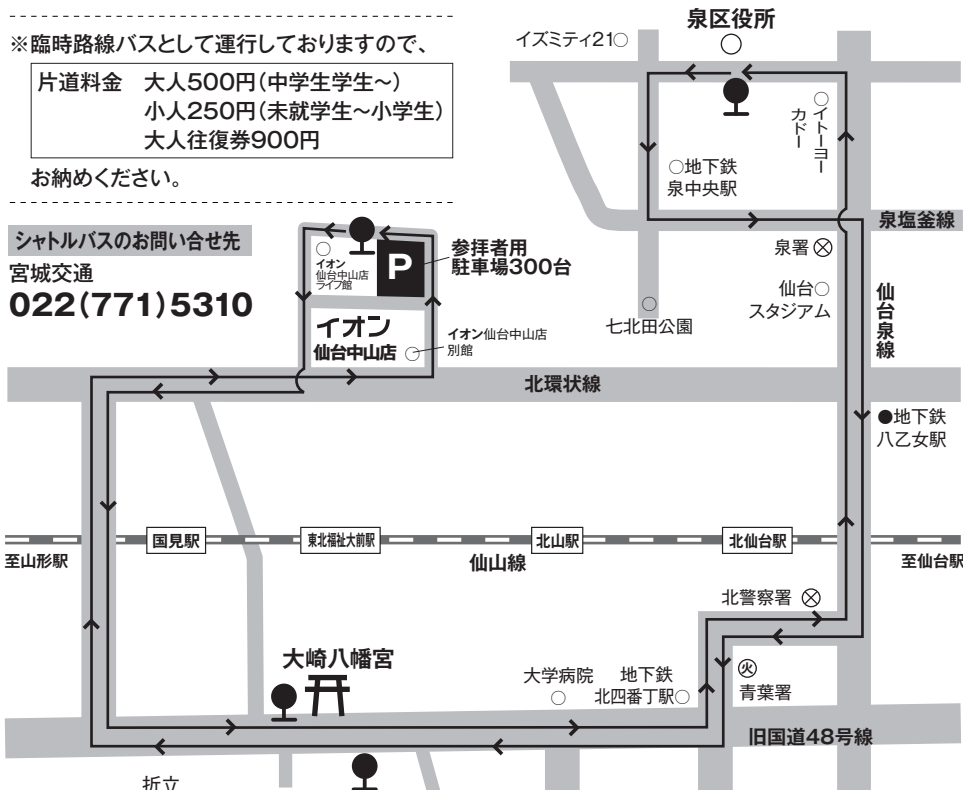 ※臨時路線バスとして運行しておりますので、
片道料金　大人500円(中学生学生～)
小人250円(未就学生～小学生)
大人往復券900円
お納めください。
シャトルバスのお問い合せ先
宮城交通
022(771)5310
泉区役所
イズミティ21○
○イトーヨー
カドー
○地下鉄
泉中央駅
泉塩釜線
泉署
仙台○
スタジアム
仙台泉線
七北田公園
P
参拝者用
駐車場300台
イオン
仙台中山店
ライフ館
イオン
仙台中山店
イオン仙台中山店
別館
北環状線
●地下鉄
八乙女駅
国見駅
東北福祉大前駅
北山駅
北仙台駅
至山形駅
仙山線
至仙台駅
北警察署
大崎八幡宮
大学病院
地下鉄
北四番丁駅○
火
青葉署
旧国道48号線
折立